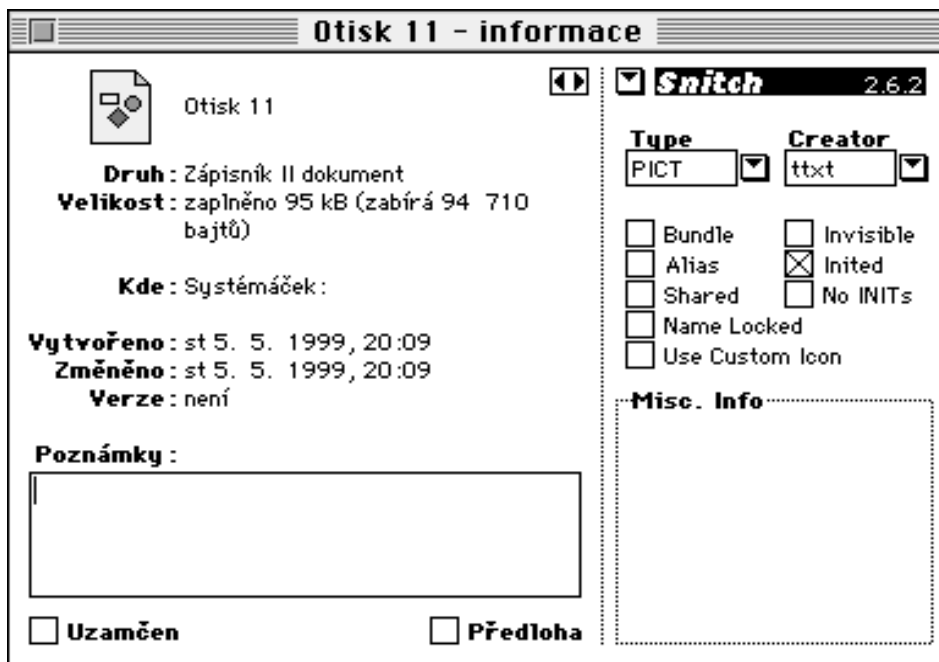 Otisk 11 - informace
Otisk 11
Druh : Zápisník II dokument
Velikost : zaplněno 95 kB (zabírá 94 710
bajtů)
Kde : Systémáček :
Vytvořeno : st 5. 5. 1999, 20:09
Změněno : st 5. 5. 1999, 20:09
Verze : není
Poznámky :
Uzamčen
Předloha
Snitch 2.6.2
Type Creator
PICT ttxt
Bundle Invisible
Alias Inited
Shared No INITs
Name Locked
Use Custom Icon
Misc. Info